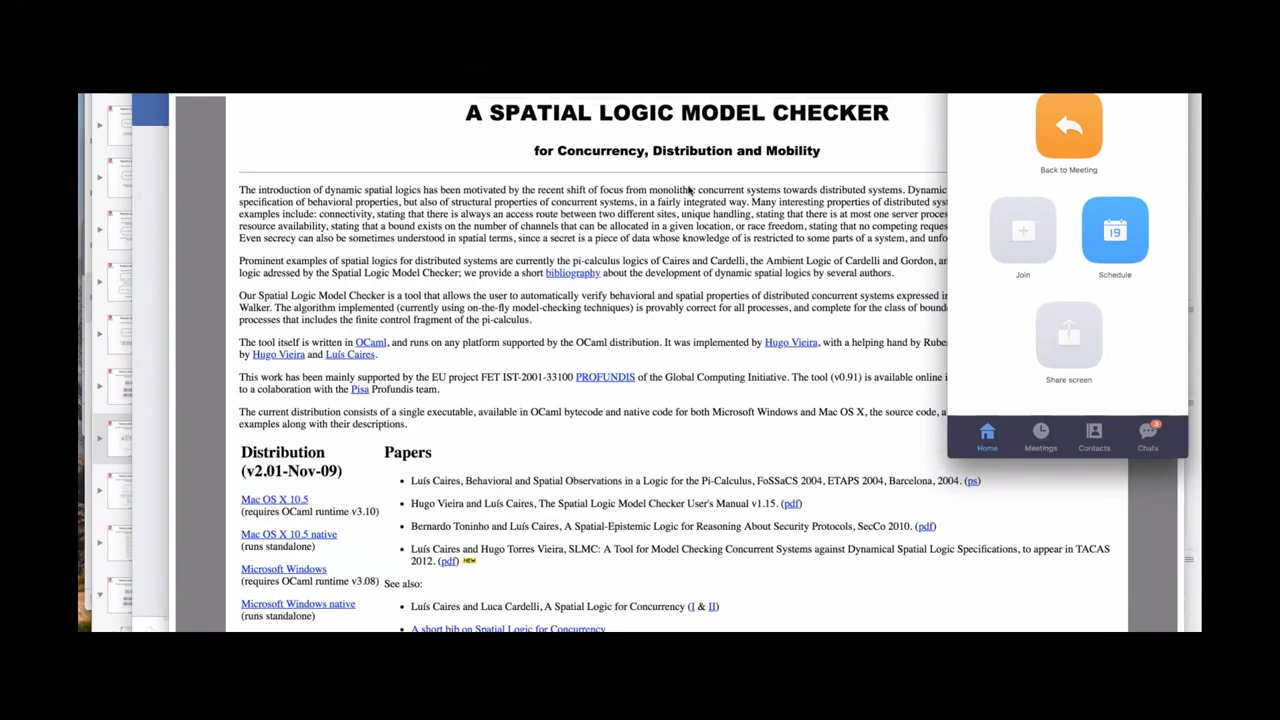 A SPATIAL LOGIC MODEL CHECKER
for Concurrency, Distribution and Mobility
The introduction of dynamic spatial logics has been motivated by the recent shift of focus from monolithic concurrent systems towards distributed systems. Dynamic
specification of behavioral properties, but also of structural properties of concurrent systems, in a fairly integrated way. Many interesting properties of distributed
examples include: connectivity, stating that there is always an access route between two different sites, unique handling, stating that there is at most one server
resource availability, stating that a bound exists on the number of channels that can be allocated in a given location, or race freedom, stating that no competing
Even secrecy can also be sometimes understood in spatial terms, since a secret is a piece of data whose knowledge of is restricted to some parts of a system, and
Prominent examples of spatial logics for distributed systems are currently the pi-calculus logics of Caires and Cardelli, the Ambient Logic of Cardelli and Gordon,
logic adressed by the Spatial Logic Model Checker; we provide a short bibliography about the development of dynamic spatial logics by several authors.
Our Spatial Logic Model Checker is a tool that allows the user to automatically verify behavioral and spatial properties of distributed concurrent systems expressed in
Walker. The algorithm implemented (currently using on-the-fly model-checking techniques) is provably correct for all processes, and complete for the class of
processes that includes the finite control fragment of the pi-calculus.
The tool itself is written in OCaml, and runs on any platform supported by the OCaml distribution. It was implemented by Hugo Vieira, with a helping hand by
by Hugo Vieira and Luís Caires.
This work has been mainly supported by the EU project FET IST-2001-33100 PROFUNDIS of the Global Computing Initiative. The tool (v0.91) is available online
to a colaboration with the Pisa Profundis team.
The current distribution consists of a single executable, available in OCaml bytecode and native code for both Microsoft Windows and Mac OS X, the source code, a
examples along with their descriptions.
Distribution
(v2.01-Nov-09)
Mac OS X 10.5
(requires OCaml runtime v3.10)
Mac OS X 10.5 native
(runs standalone)
Microsoft Windows
(requires OCaml runtime v3.08)
Microsoft Windows native
(runs standalone)
Papers
• Luís Caires, Behavioral and Spatial Observations in a Logic for the Pi-Calculus, FoSSaCS 2004, ETAPS 2004, Barcelona, 2004. (ps)
• Hugo Vieira and Luís Caires, The Spatial Logic Model Checker User's Manual v1.15. (pdf)
• Bernardo Toninho and Luís Caires, A Spatial-Epistemic Logic for Reasoning About Security Protocols, SecCo 2010. (pdf)
• Luís Caires and Hugo Torres Vieira, SLMC: A Tool for Model Checking Concurrent Systems against Dynamical Spatial Logic Specifications, to appear in TACAS
2012. (pdf) NEW
See also:
• Luís Caires and Luca Cardelli, A Spatial Logic for Concurrency (I & II)
• A short bib on Spatial Logic for Concurrency
Back to Meeting
Join
19
Schedule
Share screen
Home
Meetings
Contacts
3
Chats